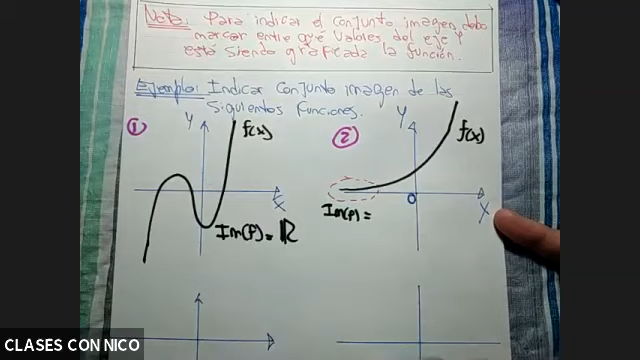 Nota: Para indicar el conjunto imagen, debo
marcar entre que valores del eje Y
está siendo graficada la función.
Ejemplo: Indicar conjunto imagen de las
siguientes funciones.
① Y f(x)
X
Im(f) = ℝ
② Y f(x)
0 X
Im(f) =
CLASES CON NICO